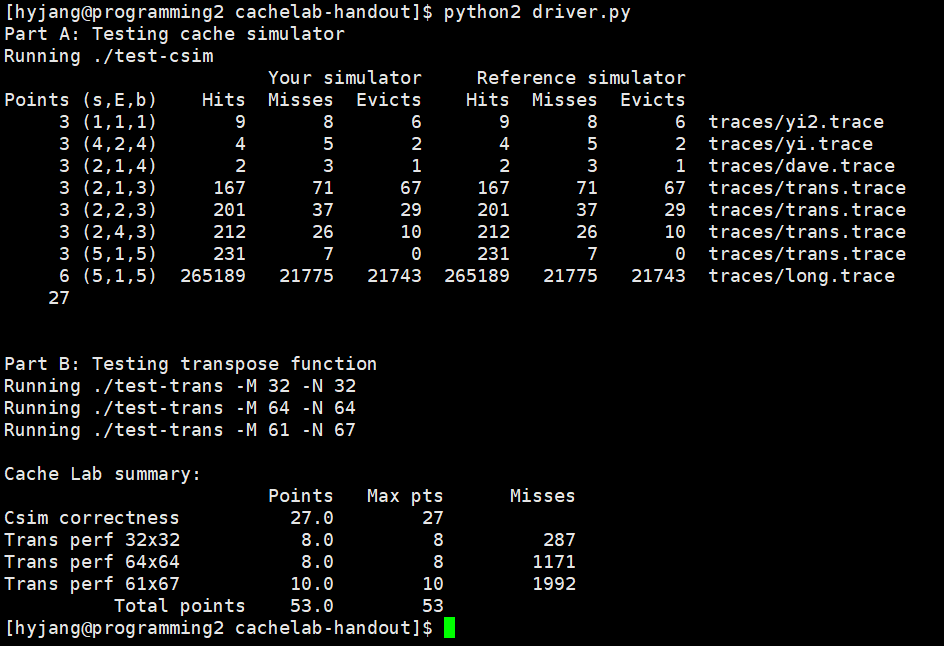 [hyjang@programming2 cachelab-handout]$ python2 driver.py
Part A: Testing cache simulator
Running ./test-csim
                        Your simulator     Reference simulator
Points (s,E,b)    Hits  Misses  Evicts    Hits  Misses  Evicts
     3 (1,1,1)       9       8       6       9       8       6  traces/yi2.trace
     3 (4,2,4)       4       5       2       4       5       2  traces/yi.trace
     3 (2,1,4)       2       3       1       2       3       1  traces/dave.trace
     3 (2,1,3)     167      71      67     167      71      67  traces/trans.trace
     3 (2,2,3)     201      37      29     201      37      29  traces/trans.trace
     3 (2,4,3)     212      26      10     212      26      10  traces/trans.trace
     3 (5,1,5)     231       7       0     231       7       0  traces/trans.trace
     6 (5,1,5)  265189   21775   21743  265189   21775   21743  traces/long.trace
    27

Part B: Testing transpose function
Running ./test-trans -M 32 -N 32
Running ./test-trans -M 64 -N 64
Running ./test-trans -M 61 -N 67

Cache Lab summary:
                        Points   Max pts      Misses
Csim correctness          27.0        27
Trans perf 32x32           8.0         8         287
Trans perf 64x64           8.0         8        1171
Trans perf 61x67          10.0        10        1992
          Total points    53.0        53
[hyjang@programming2 cachelab-handout]$